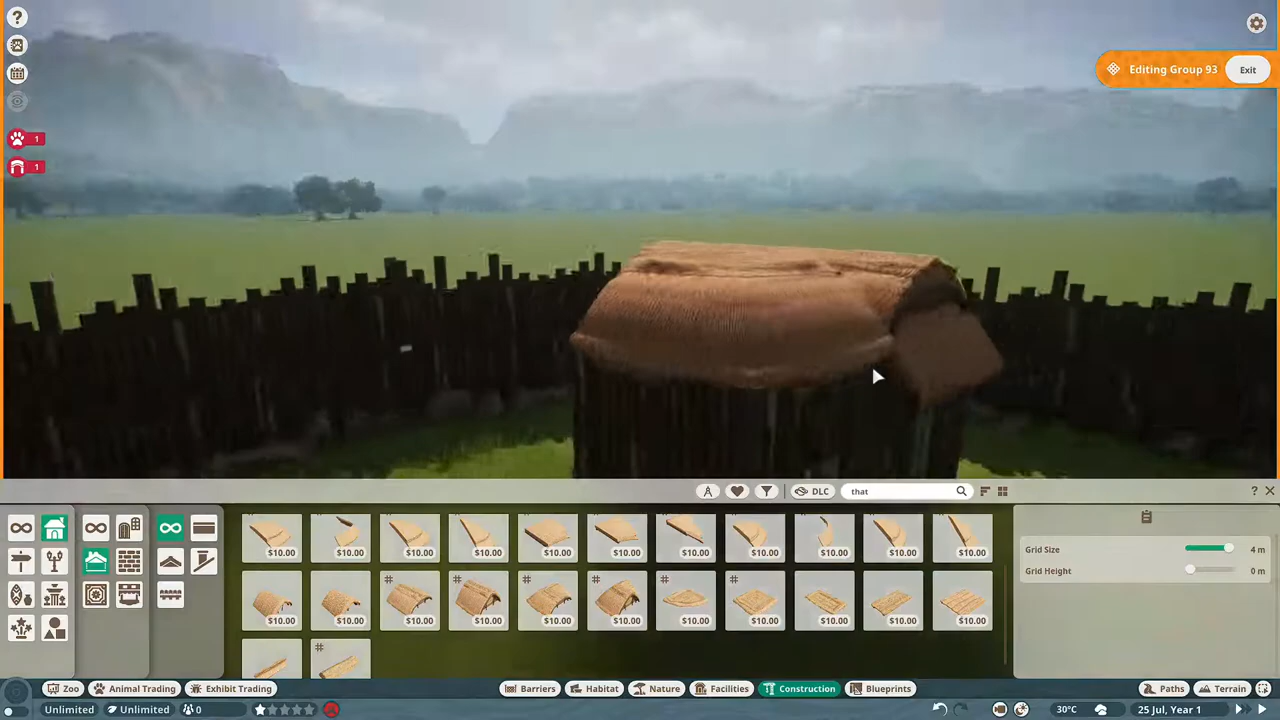 ?
Editing Group 93
Exit
1
1
DLC
that
?
$10.00 $10.00 $10.00 $10.00 $10.00 $10.00 $10.00 $10.00 $10.00 $10.00 $10.00
Grid Size 4 m
Grid Height 0 m
# # # # # #
$10.00 $10.00 $10.00 $10.00 $10.00 $10.00 $10.00 $10.00 $10.00 $10.00 $10.00
#
Zoo Animal Trading Exhibit Trading Barriers Habitat Nature Facilities Construction Blueprints Paths Terrain
Unlimited Unlimited 0 30°C 25 Jul, Year 1